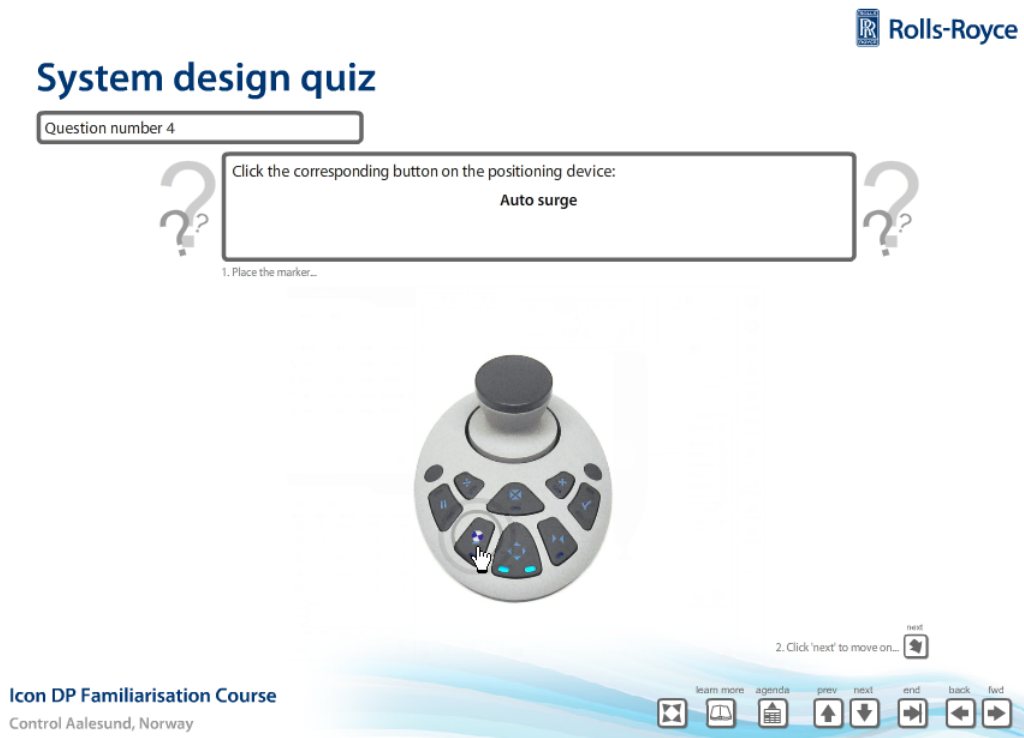 Rolls-Royce
System design quiz
Question number 4
Click the corresponding button on the positioning device:
Auto surge
? ? ?
? ? ?
1. Place the marker...
next
2. Click 'next' to move on...
learn more agenda prev next end back fwd
Icon DP Familiarisation Course
Control Aalesund, Norway